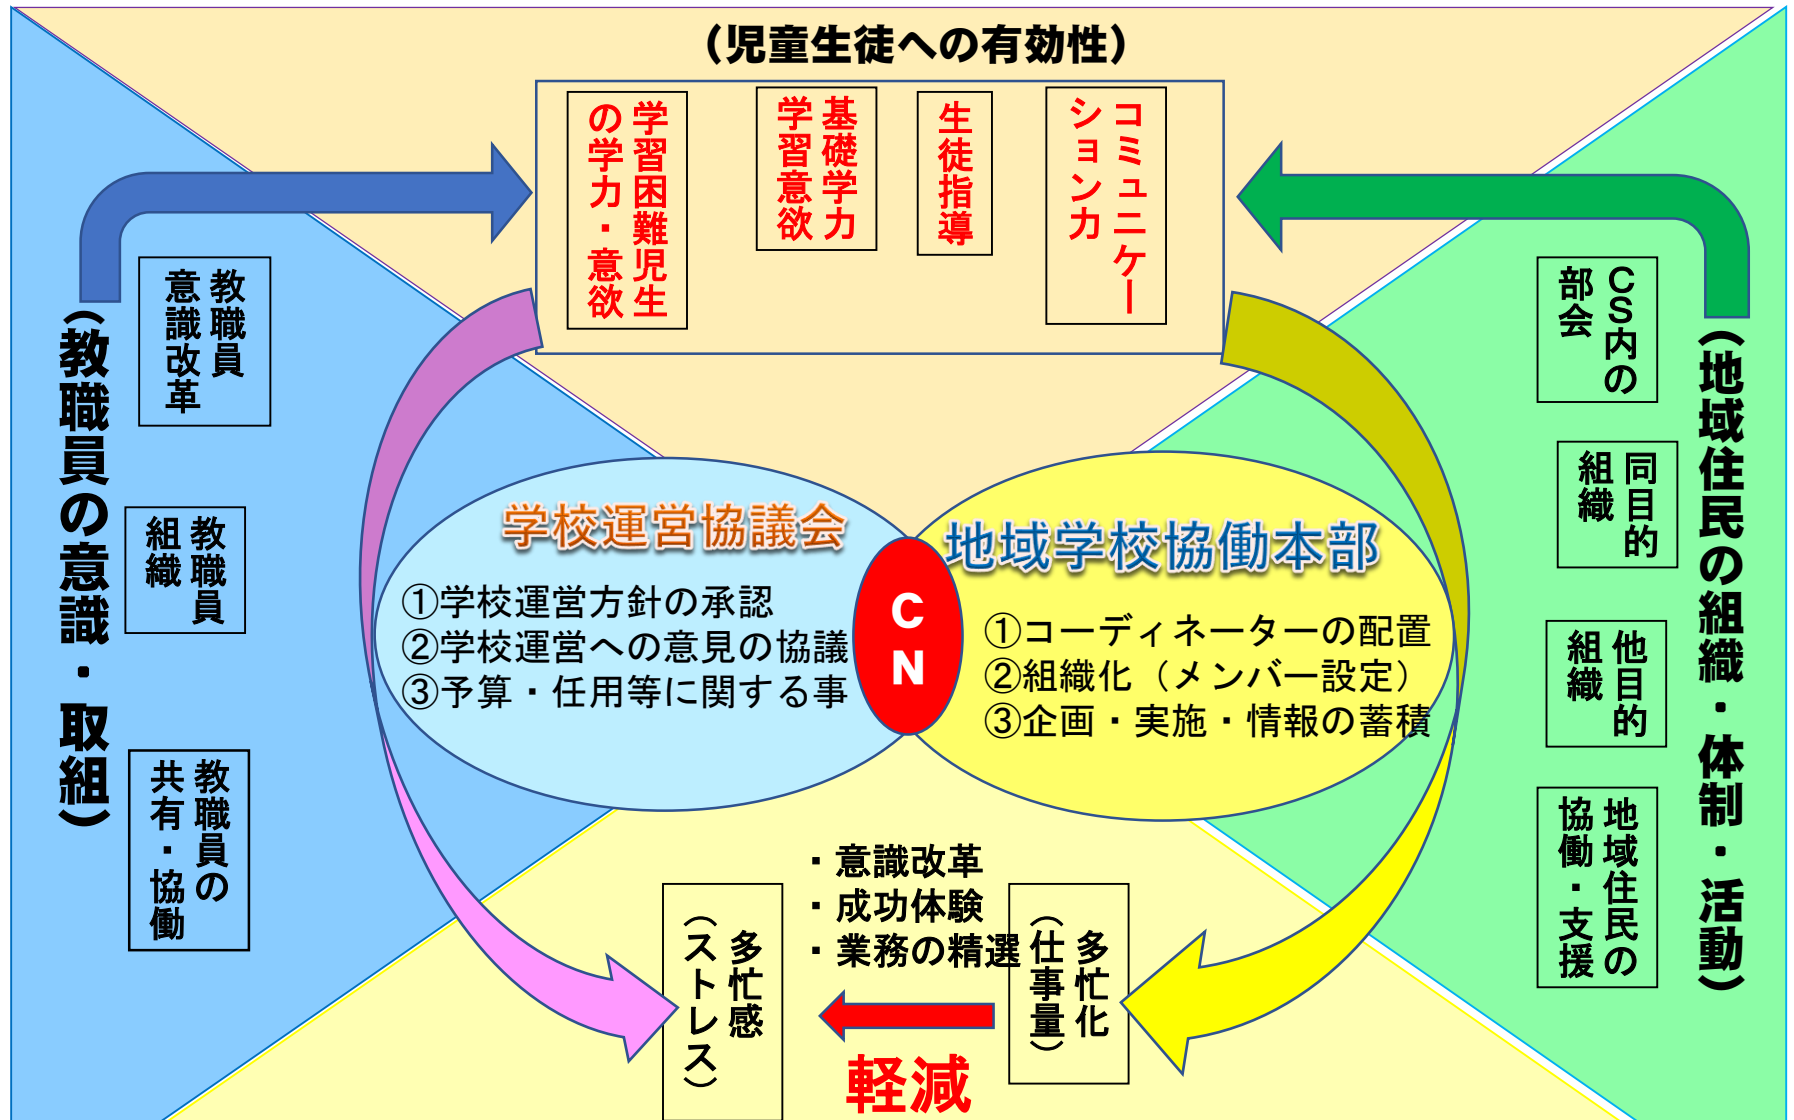 （児童生徒への有効性）
学習困難児生
の学力・意欲
基礎学力
学習意欲
生徒指導
コミュニケー
ション力
（教職員の意識・取組）
教職員
意識改革
教職員
組織
教職員の
共有・協働
学校運営協議会
①学校運営方針の承認
②学校運営への意見の協議
③予算・任用等に関する事
C
N
地域学校協働本部
①コーディネーターの配置
②組織化（メンバー設定）
③企画・実施・情報の蓄積
（地域住民の組織・体制・活動）
ＣＳ内の
部会
同目的
組織
他目的
組織
地域住民の
協働・支援
・意識改革
・成功体験
・業務の精選
多忙感
（ストレス）
多忙化
（仕事量）
軽減